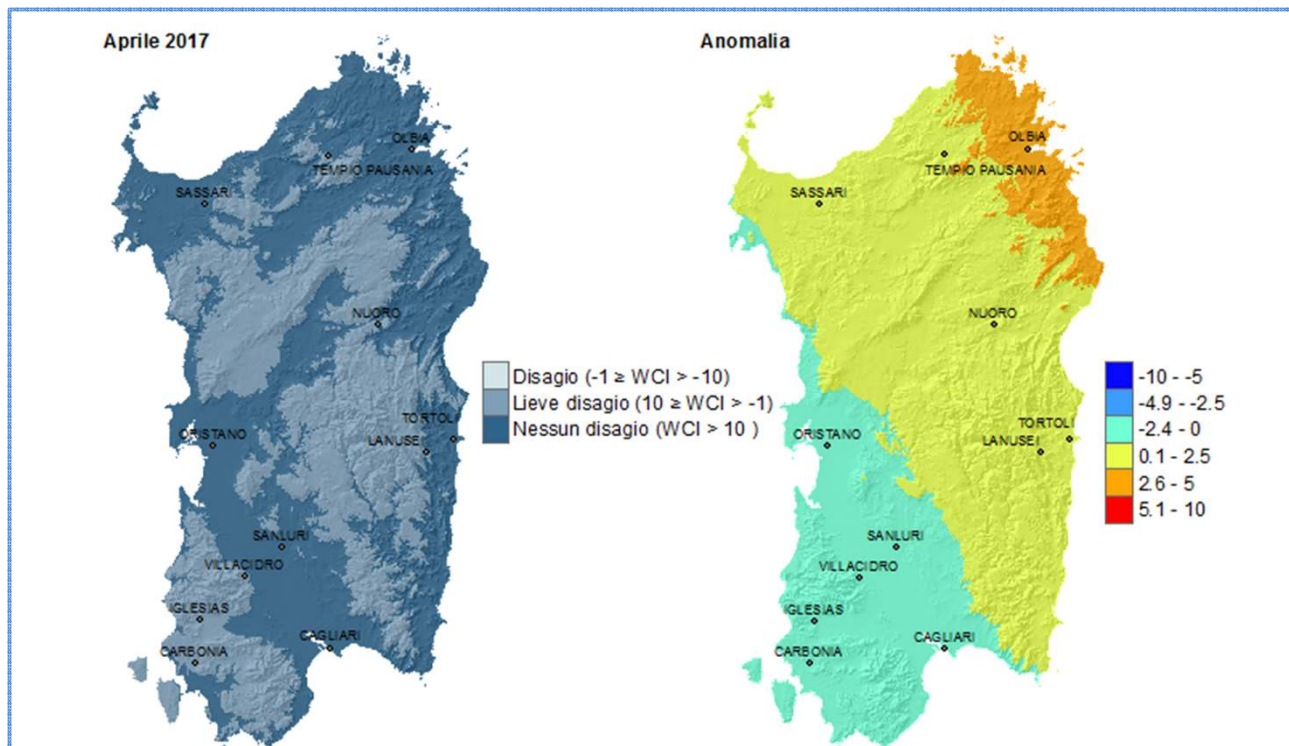 Aprile 2017
OLBIA
TEMPIO PAUSANIA
SASSARI
NUORO
TORTOLI
ORISTANO
LANUSEI
SANLURI
VILLACIDRO
IGLESIAS
CAGLIARI
CARBONIA
Disagio (-1 ≥ WCI > -10)
Lieve disagio (10 ≥ WCI > -1)
Nessun disagio (WCI > 10 )
Anomalia
OLBIA
TEMPIO PAUSANIA
SASSARI
NUORO
TORTOLI
ORISTANO
LANUSEI
SANLURI
VILLACIDRO
IGLESIAS
CAGLIARI
CARBONIA
-10 - -5
-4.9 - -2.5
-2.4 - 0
0.1 - 2.5
2.6 - 5
5.1 - 10